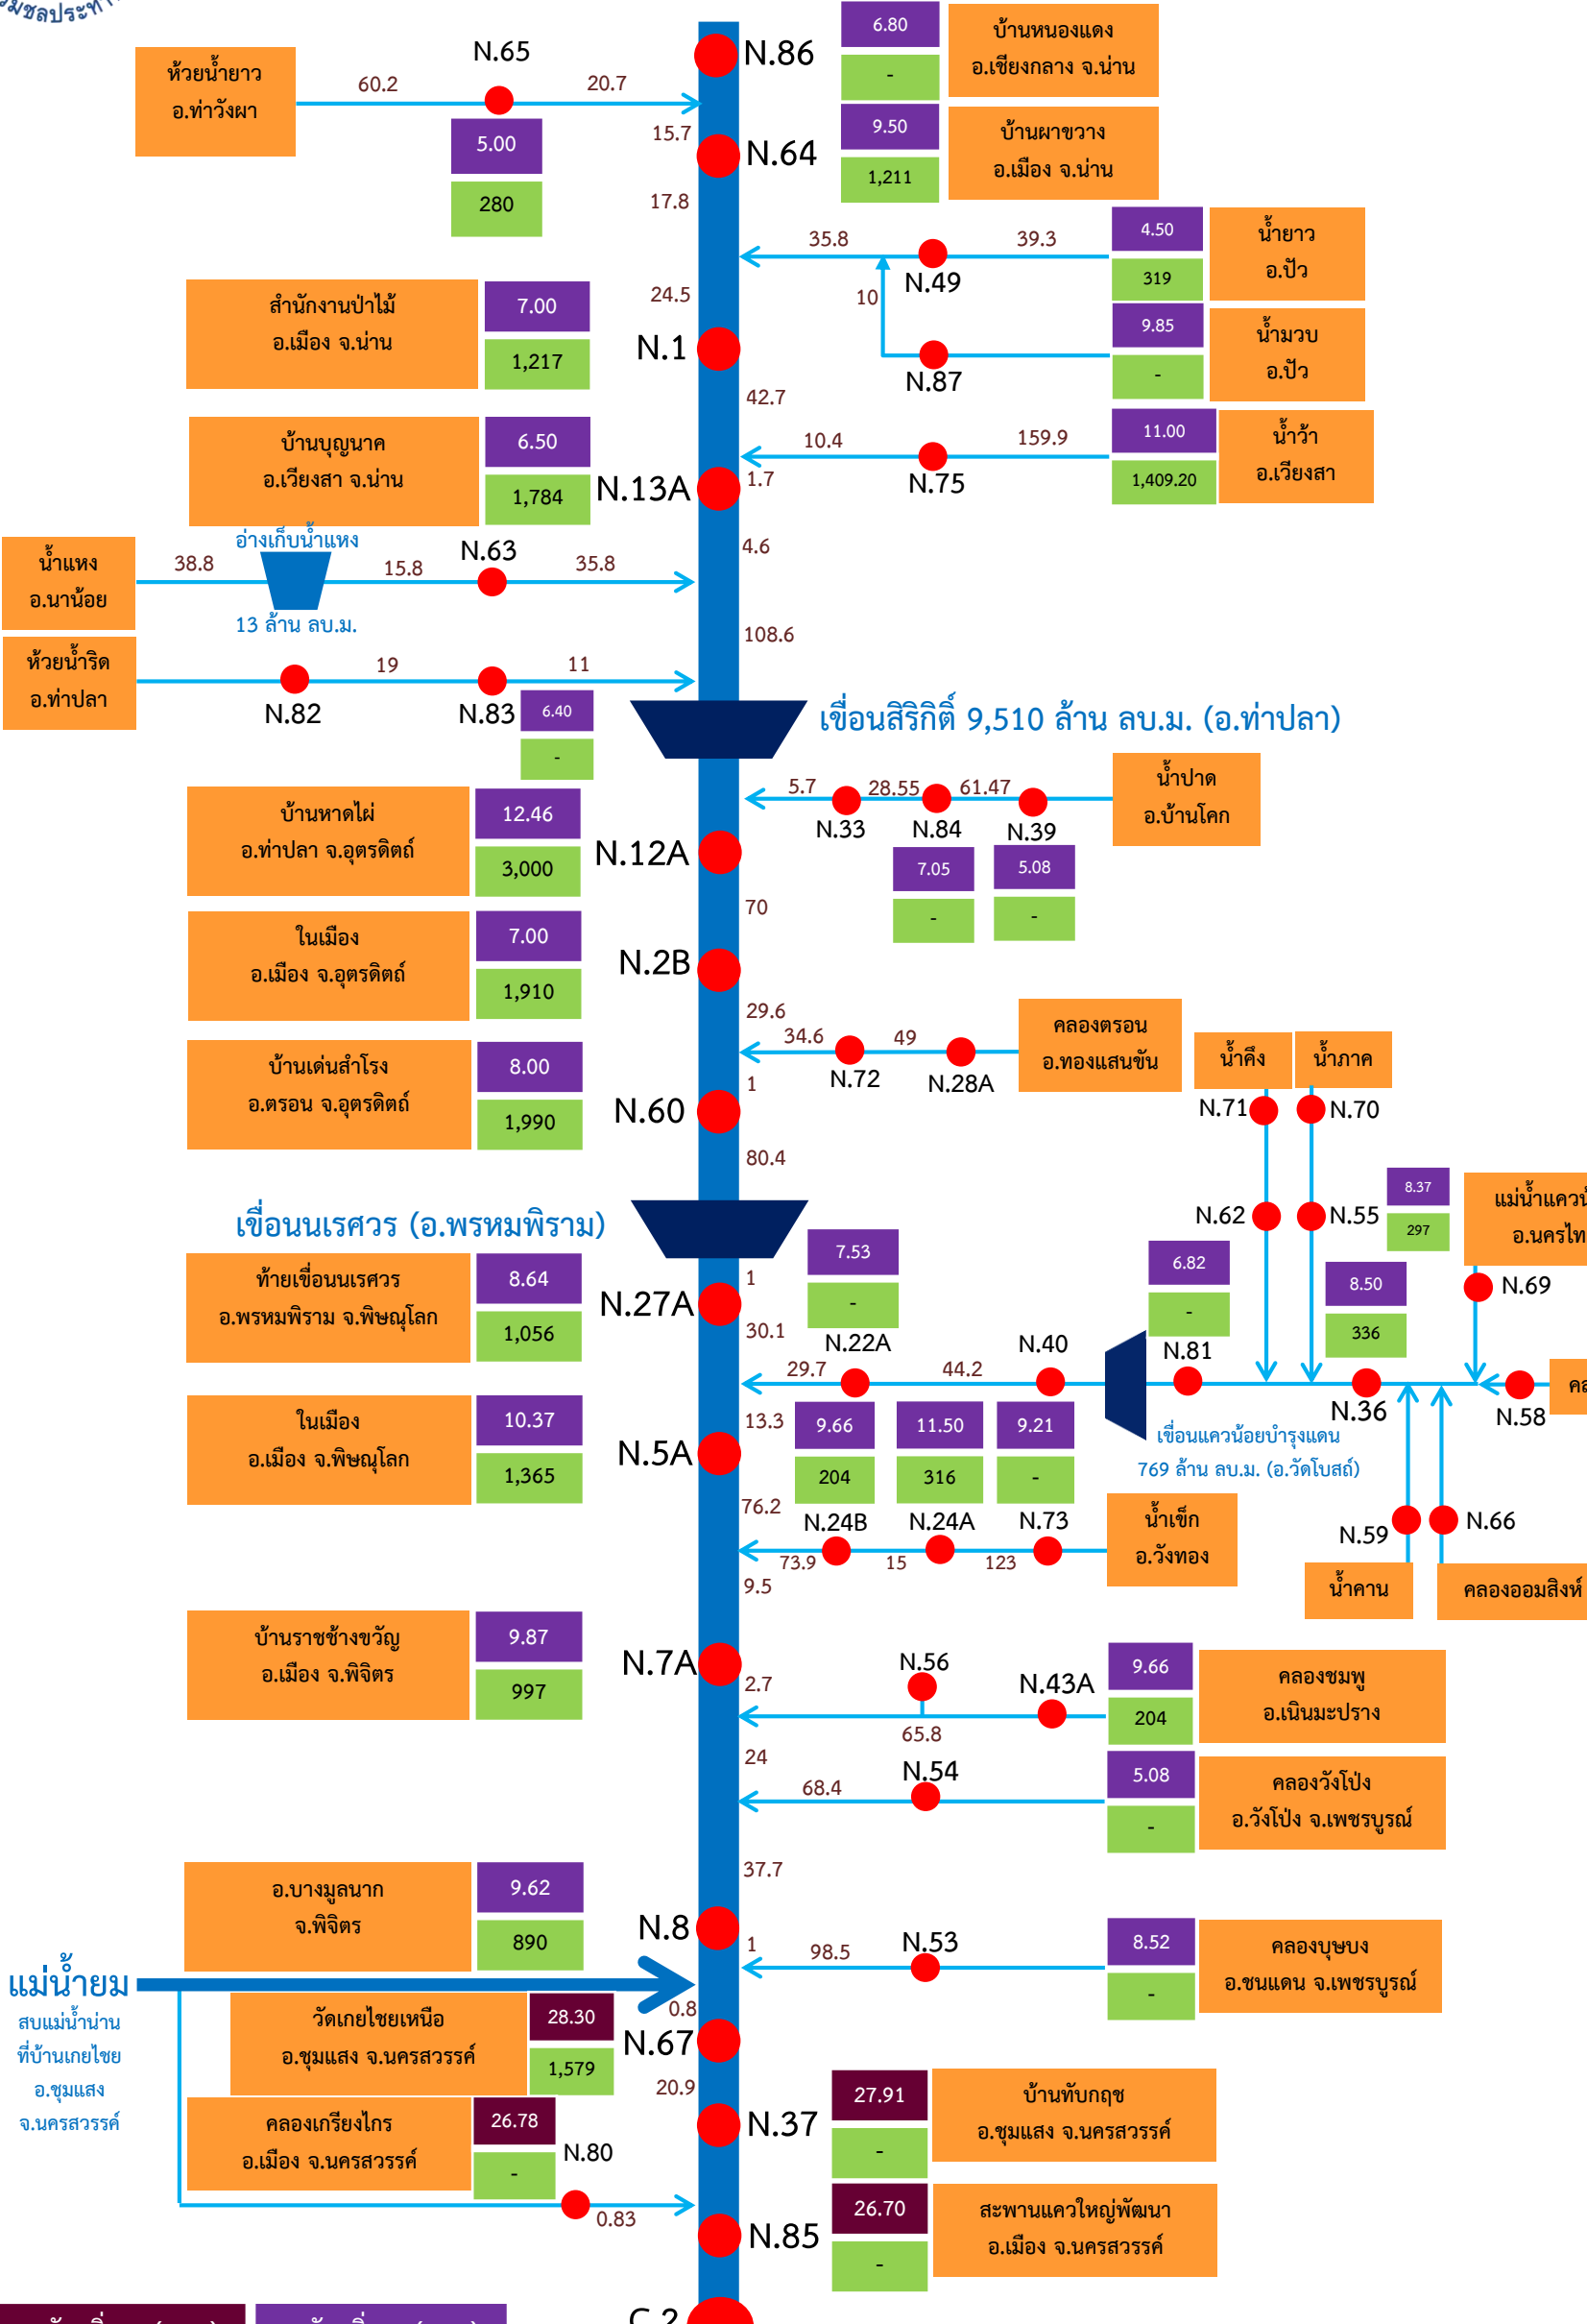 N.86
6.80
-
บ้านหนองแดง
อ.เชียงกลาง จ.น่าน
ห้วยน้ำยาว
อ.ท่าวังผา
60.2
N.65
20.7
5.00
280
15.7
N.64
9.50
1,211
บ้านผาขวาง
อ.เมือง จ.น่าน
17.8
35.8
N.49
39.3
4.50
319
น้ำยาว
อ.ปัว
10
N.87
9.85
-
น้ำมวบ
อ.ปัว
24.5
สำนักงานป่าไม้
อ.เมือง จ.น่าน
7.00
1,217
N.1
42.7
10.4
N.75
159.9
11.00
1,409.20
น้ำว้า
อ.เวียงสา
บ้านบุญนาค
อ.เวียงสา จ.น่าน
6.50
1,784
N.13A
1.7
4.6
น้ำแหง
อ.นาน้อย
38.8
อ่างเก็บน้ำแหง
13 ล้าน ลบ.ม.
15.8
N.63
35.8
108.6
ห้วยน้ำริด
อ.ท่าปลา
N.82
19
N.83
11
6.40
-
เขื่อนสิริกิติ์ 9,510 ล้าน ลบ.ม. (อ.ท่าปลา)
5.7
N.33
28.55
N.84
61.47
N.39
7.05
-
5.08
-
น้ำปาด
อ.บ้านโคก
บ้านหาดไผ่
อ.ท่าปลา จ.อุตรดิตถ์
12.46
3,000
N.12A
70
ในเมือง
อ.เมือง จ.อุตรดิตถ์
7.00
1,910
N.2B
29.6
34.6
N.72
49
N.28A
คลองตรอน
อ.ทองแสนขัน
1
บ้านเด่นสำโรง
อ.ตรอน จ.อุตรดิตถ์
8.00
1,990
N.60
80.4
น้ำคึง
น้ำภาค
N.71
N.70
N.62
N.55
8.37
297
N.69
เขื่อนนเรศวร (อ.พรหมพิราม)
ท้ายเขื่อนนเรศวร
อ.พรหมพิราม จ.พิษณุโลก
8.64
1,056
N.27A
1
30.1
7.53
-
N.22A
29.7
44.2
N.40
6.82
-
N.81
8.50
336
N.36
N.58
เขื่อนแควน้อยบำรุงแดน
769 ล้าน ลบ.ม. (อ.วัดโบสถ์)
N.59
N.66
น้ำคาน
คลองออมสิงห์
ในเมือง
อ.เมือง จ.พิษณุโลก
10.37
1,365
N.5A
13.3
76.2
9.66
204
N.24B
11.50
316
N.24A
9.21
-
N.73
73.9
15
123
น้ำเข็ก
อ.วังทอง
9.5
บ้านราชช้างขวัญ
อ.เมือง จ.พิจิตร
9.87
997
N.7A
2.7
N.56
65.8
N.43A
9.66
204
คลองชมพู
อ.เนินมะปราง
24
68.4
N.54
5.08
-
คลองวังโป่ง
อ.วังโป่ง จ.เพชรบูรณ์
37.7
อ.บางมูลนาก
จ.พิจิตร
9.62
890
N.8
1
98.5
N.53
8.52
-
คลองบุษบง
อ.ชนแดน จ.เพชรบูรณ์
แม่น้ำยม
สบแม่น้ำน่าน
ที่บ้านเกยไชย
อ.ชุมแสง
จ.นครสวรรค์
0.8
วัดเกยไชยเหนือ
อ.ชุมแสง จ.นครสวรรค์
28.30
1,579
N.67
20.9
N.37
27.91
-
บ้านทับกฤช
อ.ชุมแสง จ.นครสวรรค์
คลองเกรียงไกร
อ.เมือง จ.นครสวรรค์
26.78
-
N.80
0.83
N.85
26.70
-
สะพานแควใหญ่พัฒนา
อ.เมือง จ.นครสวรรค์
C.2